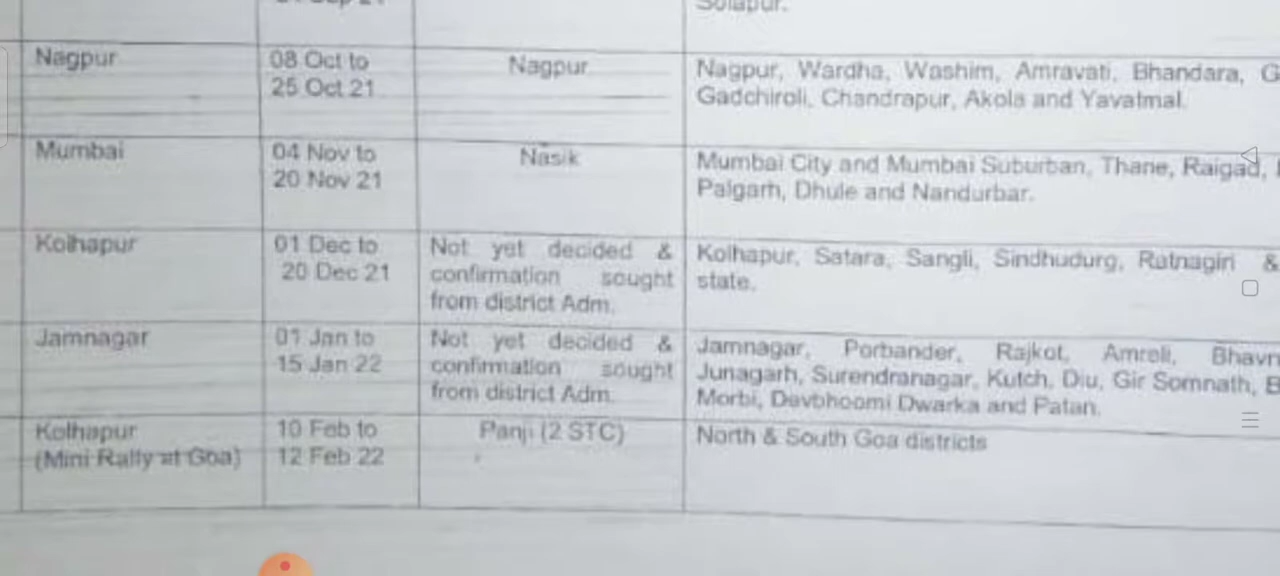 Solapur.
Nagpur
08 Oct to
25 Oct 21
Nagpur
Nagpur, Wardha, Washim, Amravati, Bhandara,
Gadchiroli, Chandrapur, Akola and Yavatmal.
Mumbai
04 Nov to
20 Nov 21
Nasik
Mumbai City and Mumbai Suburban, Thane, Raigad,
Palgarh, Dhule and Nandurbar.
Kolhapur
01 Dec to
20 Dec 21
Not yet decided &
confirmation sought
from district Adm.
Kolhapur, Satara, Sangli, Sindhudurg, Ratnagiri &
state.
Jamnagar
01 Jan to
15 Jan 22
Not yet decided &
confirmation sought
from district Adm.
Jamnagar, Porbander, Rajkot, Amreli,
Junagarh, Surendranagar, Kutch, Diu, Gir Somnath,
Morbi, Devbhoomi Dwarka and Patan.
Kolhapur
(Mini Rally at Goa)
10 Feb to
12 Feb 22
Panji (2 STC)
North & South Goa districts